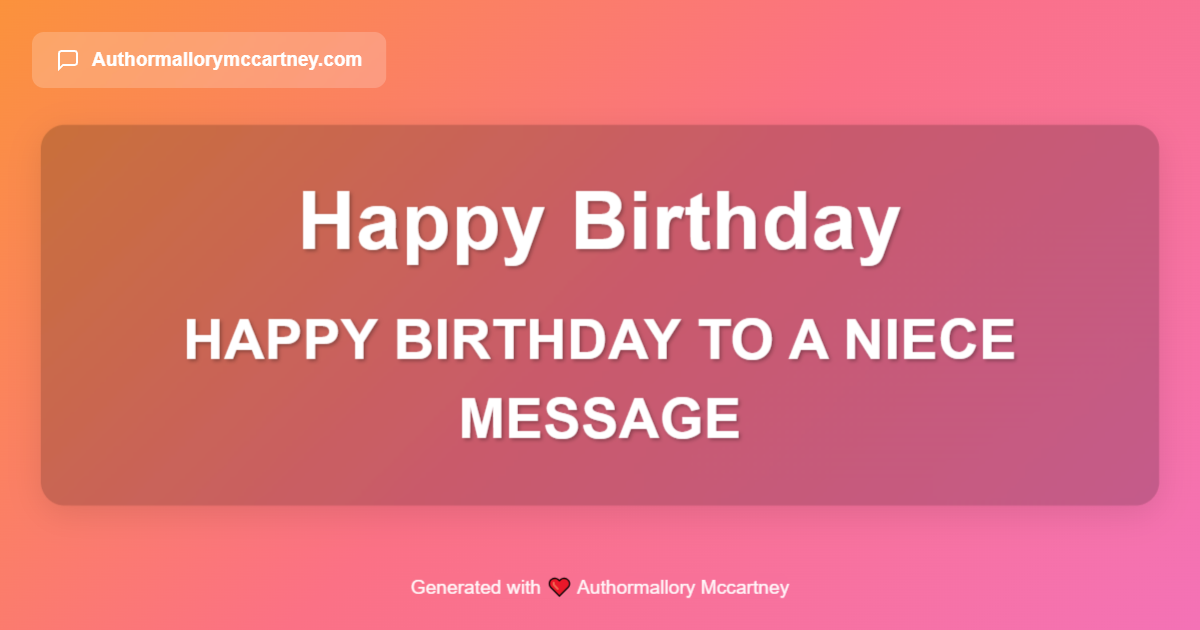 Authormallorymccartney.com
Happy Birthday
HAPPY BIRTHDAY TO A NIECE
MESSAGE
Generated with ❤️ Authormallory Mccartney